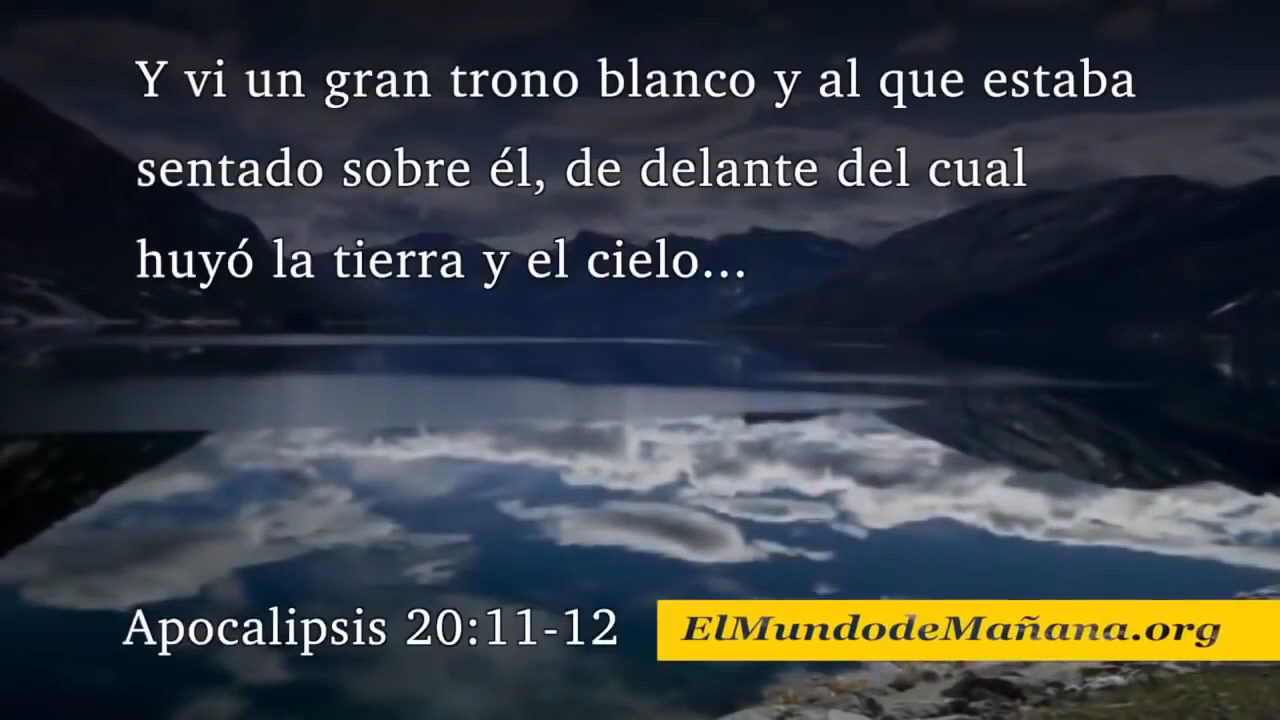 Y vi un gran trono blanco y al que estaba
sentado sobre él, de delante del cual
huyó la tierra y el cielo...
Apocalipsis 20:11-12
ElMundodeMañana.org